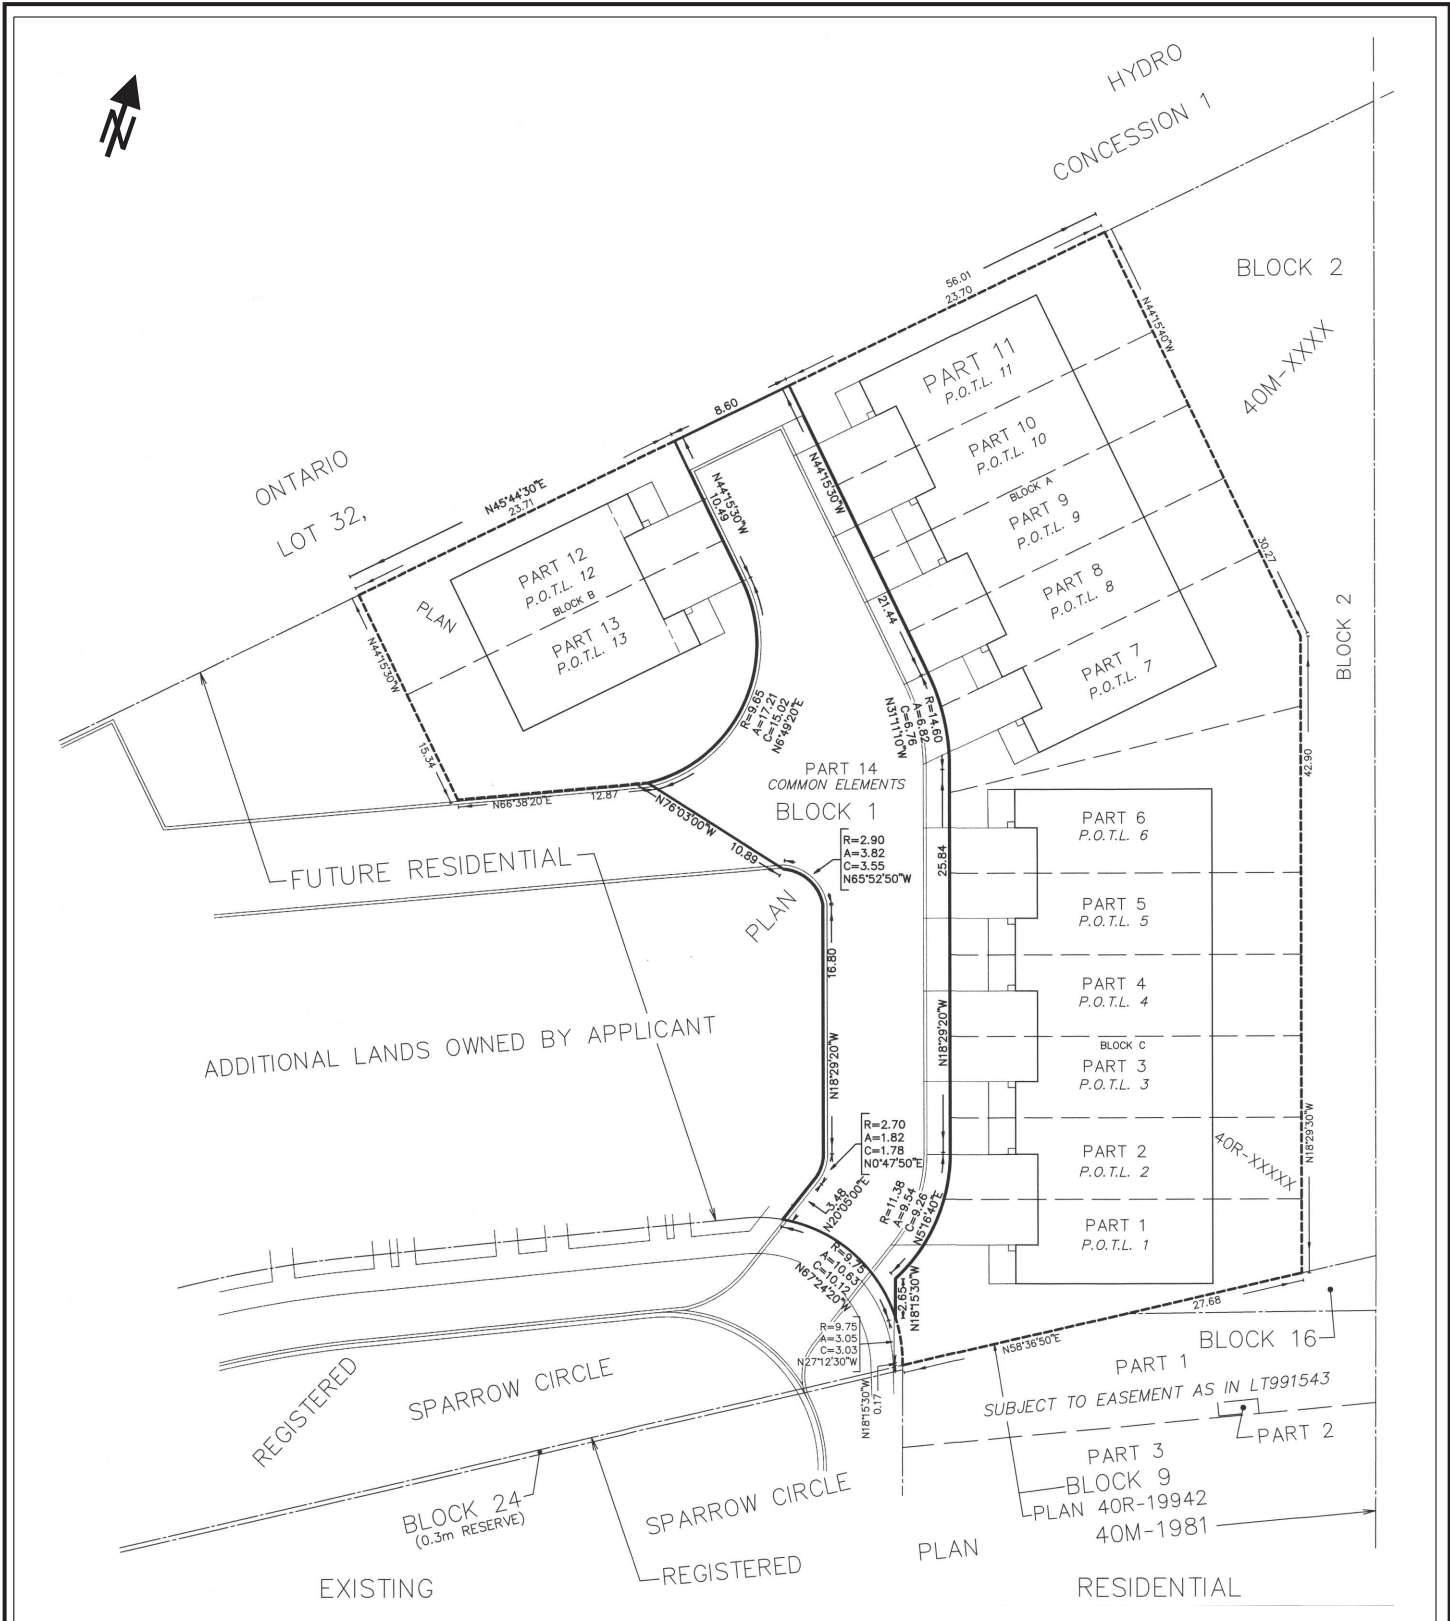 N
HYDRO
CONCESSION 1
BLOCK 2
40M-XXXX
56.01
23.70
N44°15'40"W
30.27
BLOCK 2
42.90
N18°29'30"W
PART 11
P.O.T.L. 11
PART 10
P.O.T.L. 10
BLOCK A
PART 9
P.O.T.L. 9
PART 8
P.O.T.L. 8
PART 7
P.O.T.L. 7
8.60
N44°15'30"W
21.44
N44°15'30"W
10.49
ONTARIO
LOT 32,
N45°44'30"E
23.71
PLAN
PART 12
P.O.T.L. 12
BLOCK B
PART 13
P.O.T.L. 13
N44°15'30"W
15.34
N66°38'20"E
12.87
R=9.65
A=17.21
C=15.02
N6°49'20"E
R=14.60
A=6.82
C=6.76
N31°11'10"W
PART 14
COMMON ELEMENTS
BLOCK 1
N76°03'00"W
10.89
R=2.90
A=3.82
C=3.55
N65°52'50"W
PLAN
FUTURE RESIDENTIAL
ADDITIONAL LANDS OWNED BY APPLICANT
16.80
N18°29'20"W
25.84
N18°29'20"W
PART 6
P.O.T.L. 6
PART 5
P.O.T.L. 5
PART 4
P.O.T.L. 4
BLOCK C
PART 3
P.O.T.L. 3
PART 2
P.O.T.L. 2
PART 1
P.O.T.L. 1
40R-XXXXX
R=2.70
A=1.82
C=1.78
N0°47'50"E
3.48
N20°05'00"E
R=11.38
A=9.54
C=9.26
N5°16'40"E
R=9.75
A=10.63
C=10.12
N67°24'20"W
2.65
N18°15'30"W
R=9.75
A=3.05
C=3.03
N27°12'30"W
N18°15'30"W
0.17
N58°36'50"E
27.68
BLOCK 16
PART 1
SUBJECT TO EASEMENT AS IN LT991543
PART 2
PART 3
BLOCK 9
PLAN 40R-19942
40M-1981
REGISTERED
SPARROW CIRCLE
BLOCK 24
(0.3m RESERVE)
SPARROW CIRCLE
REGISTERED
PLAN
EXISTING
RESIDENTIAL